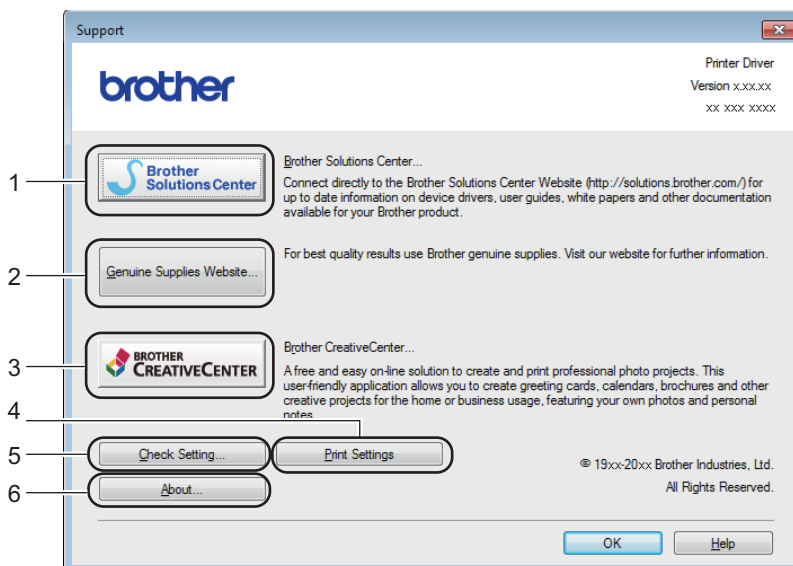 Support
brother
Printer Driver
Version x.xx.xx
xx xxx xxxx
1
Brother
Solutions Center
Brother Solutions Center...
Connect directly to the Brother Solutions Center Website (http://solutions.brother.com/) for
up to date information on device drivers, user guides, white papers and other documentation
available for your Brother product.
2
Genuine Supplies Website...
For best quality results use Brother genuine supplies. Visit our website for further information.
3
BROTHER
CREATIVECENTER
Brother CreativeCenter...
A free and easy on-line solution to create and print professional photo projects. This
user-friendly application allows you to create greeting cards, calendars, brochures and other
creative projects for the home or business usage, featuring your own photos and personal
notes.
4
5
Check Setting...
Print Settings
© 19xx-20xx Brother Industries, Ltd.
6
About...
All Rights Reserved.
OK
Help